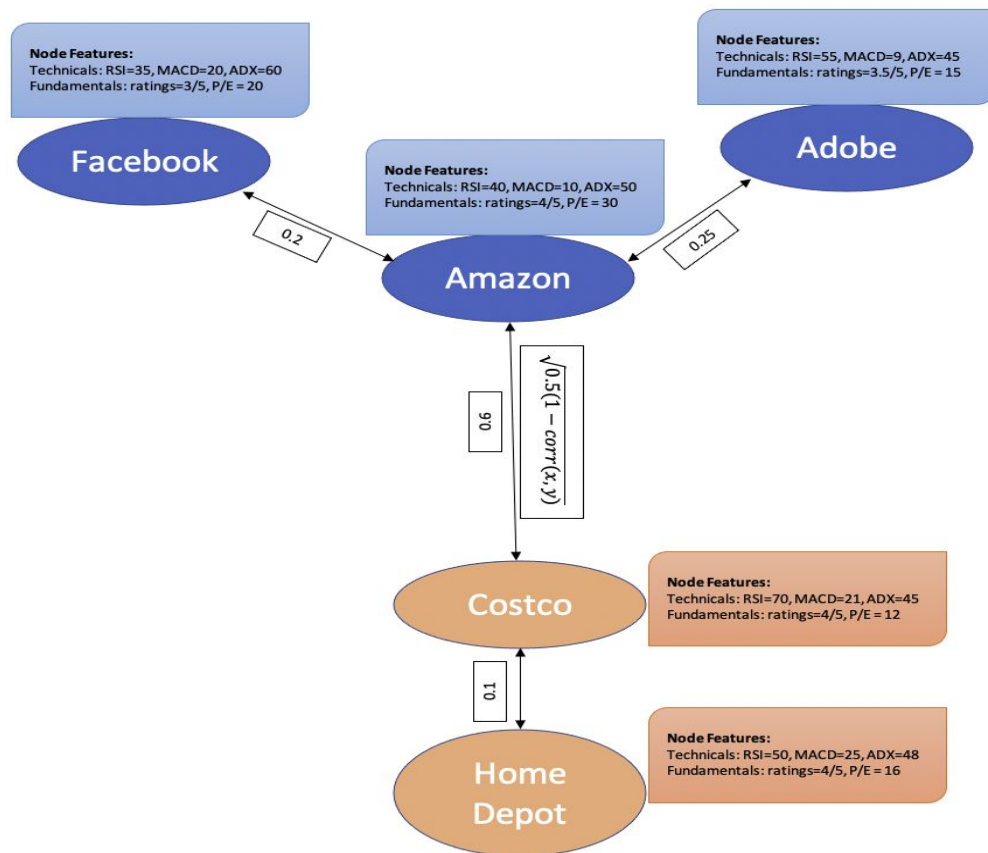 Node Features:
Technicals: RSI=35, MACD=20, ADX=60
Fundamentals: ratings=3/5, P/E = 20
Facebook
Node Features:
Technicals: RSI=55, MACD=9, ADX=45
Fundamentals: ratings=3.5/5, P/E = 15
Adobe
Node Features:
Technicals: RSI=40, MACD=10, ADX=50
Fundamentals: ratings=4/5, P/E = 30
Amazon
0.2
0.25
0.6
√0.5(1 − corr(x,y)
Costco
Node Features:
Technicals: RSI=70, MACD=21, ADX=45
Fundamentals: ratings=4/5, P/E = 12
0.1
Home
Depot
Node Features:
Technicals: RSI=50, MACD=25, ADX=48
Fundamentals: ratings=4/5, P/E = 16